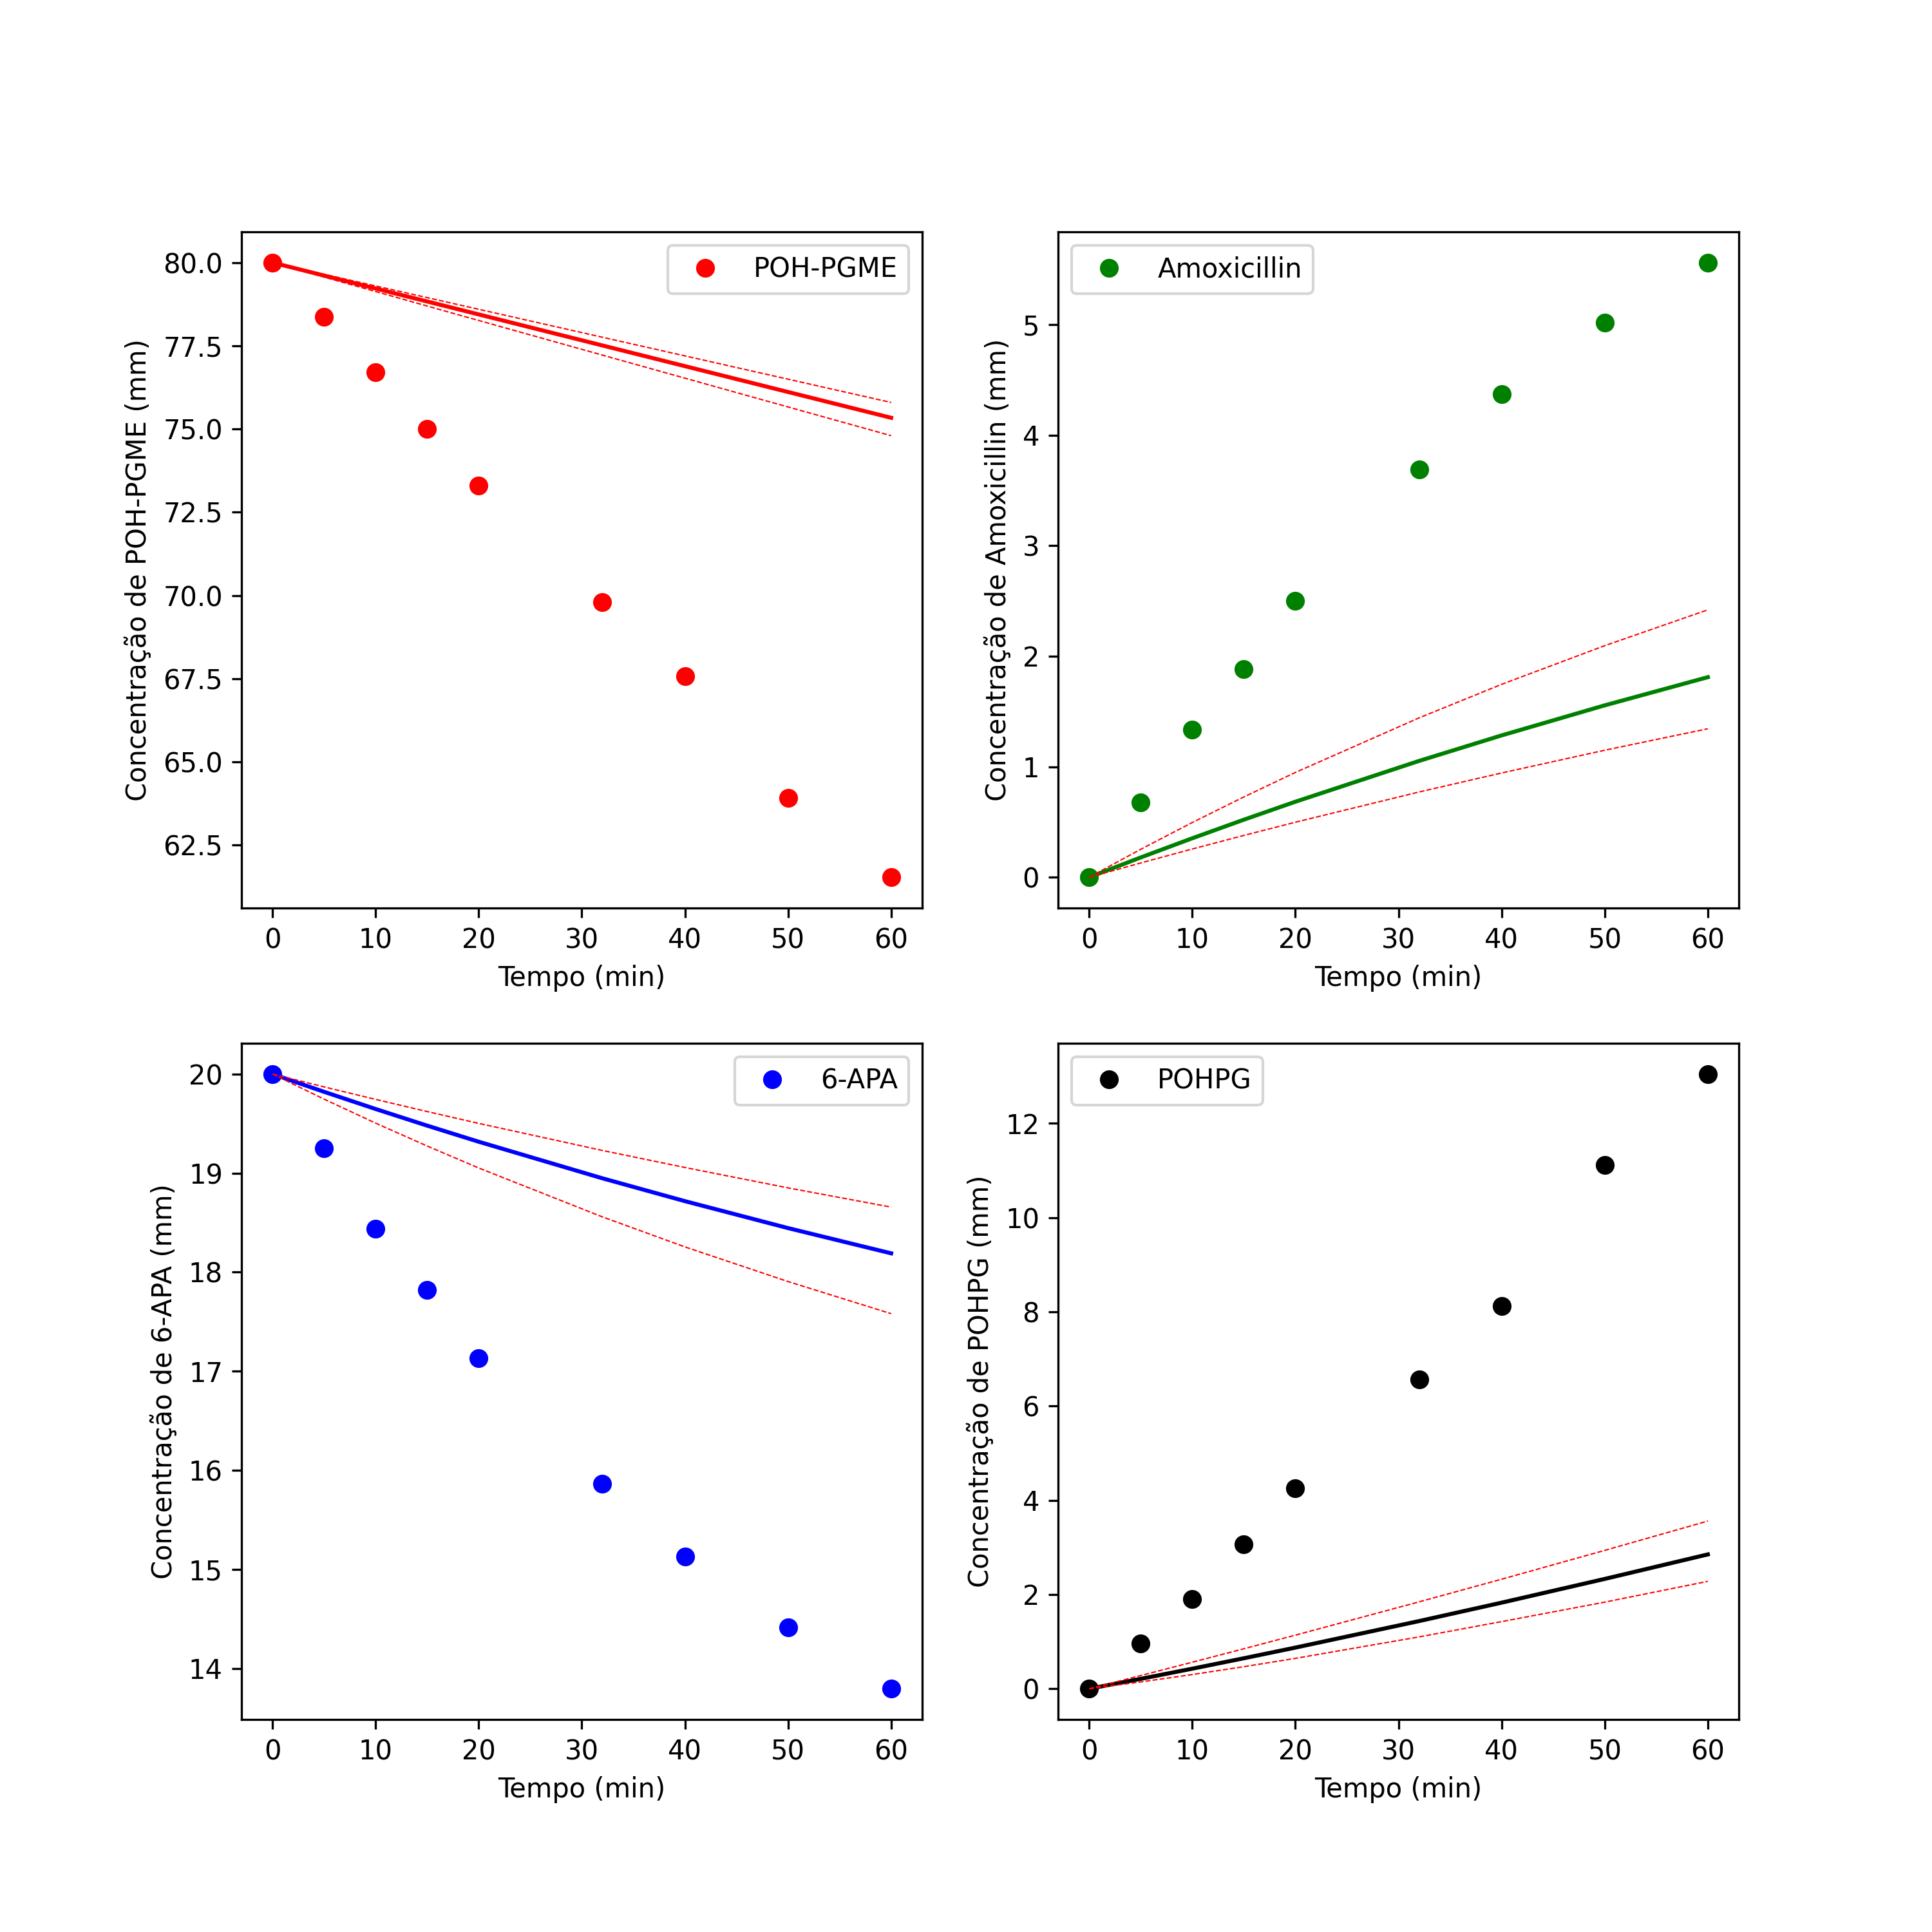 POH-PGME
80.0
77.5
75.0
72.5
70.0
67.5
65.0
62.5
Concentração de POH-PGME (mm)
0 10 20 30 40 50 60
Tempo (min)
Amoxicillin
5
4
3
2
1
0
Concentração de Amoxicillin (mm)
0 10 20 30 40 50 60
Tempo (min)
6-APA
20
19
18
17
16
15
14
Concentração de 6-APA (mm)
0 10 20 30 40 50 60
Tempo (min)
POHPG
12
10
8
6
4
2
0
Concentração de POHPG (mm)
0 10 20 30 40 50 60
Tempo (min)